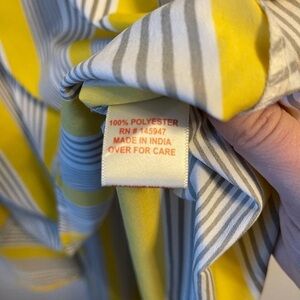 100% POLYESTER
RN # 145947
MADE IN INDIA
OVER FOR CARE